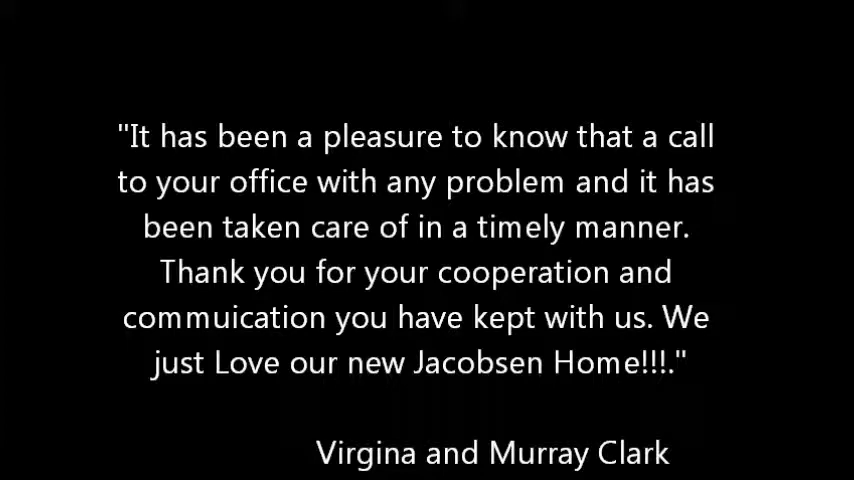 "It has been a pleasure to know that a call
to your office with any problem and it has
been taken care of in a timely manner.
Thank you for your cooperation and
commuication you have kept with us. We
just Love our new Jacobsen Home!!!."
Virgina and Murray Clark